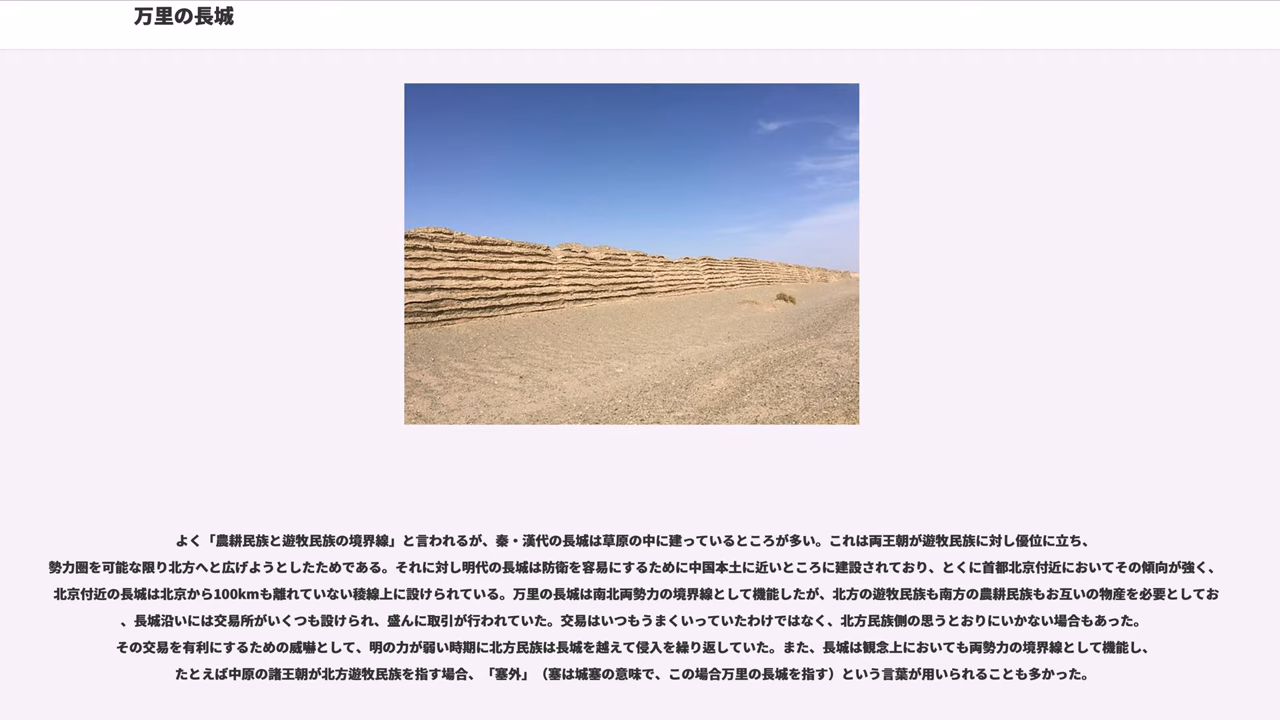 万里の長城
よく「農耕民族と遊牧民族の境界線」と言われるが、秦・漢代の長城は草原の中に建っているところが多い。これは両王朝が遊牧民族に対し優位に立ち、
勢力圏を可能な限り北方へと広げようとしたためである。それに対し明代の長城は防衛を容易にするために中国本土に近いところに建設されており、とくに首都北京付近においてその傾向が強く、
北京付近の長城は北京から100kmも離れていない稜線上に設けられている。万里の長城は南北両勢力の境界線として機能したが、北方の遊牧民族も南方の農耕民族もお互いの物産を必要としてお
、長城沿いには交易所がいくつも設けられ、盛んに取引が行われていた。交易はいつもうまくいっていたわけではなく、北方民族側の思うとおりにいかない場合もあった。
その交易を有利にするための威嚇として、明の力が弱い時期に北方民族は長城を越えて侵入を繰り返していた。また、長城は観念上においても両勢力の境界線として機能し、
たとえば中原の諸王朝が北方遊牧民族を指す場合、「塞外」（塞は城塞の意味で、この場合万里の長城を指す）という言葉が用いられることも多かった。